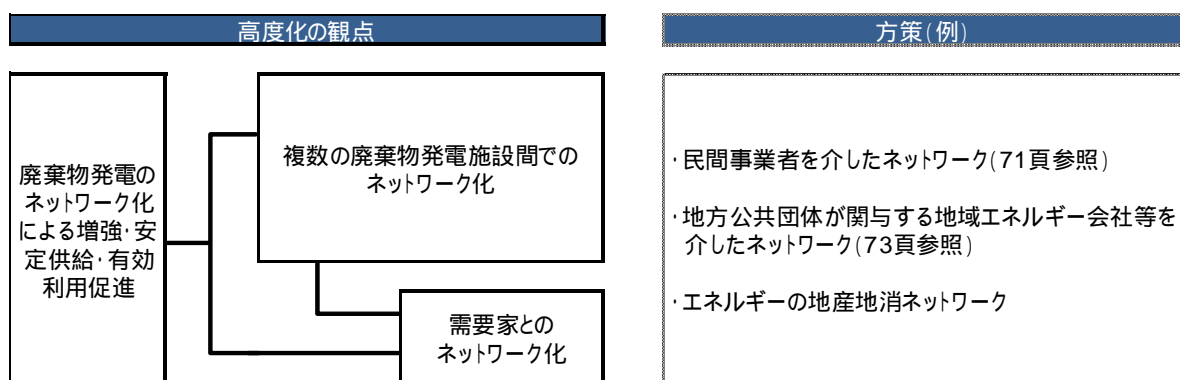 高度化の観点
方策(例)
廃棄物発電の
ネットワーク化
による増強･安
定供給･有効
利用促進
複数の廃棄物発電施設間での
ネットワーク化
需要家との
ネットワーク化
･民間事業者を介したネットワーク(71頁参照)
･地方公共団体が関与する地域エネルギー会社等を
介したネットワーク(73頁参照)
･エネルギーの地産地消ネットワーク